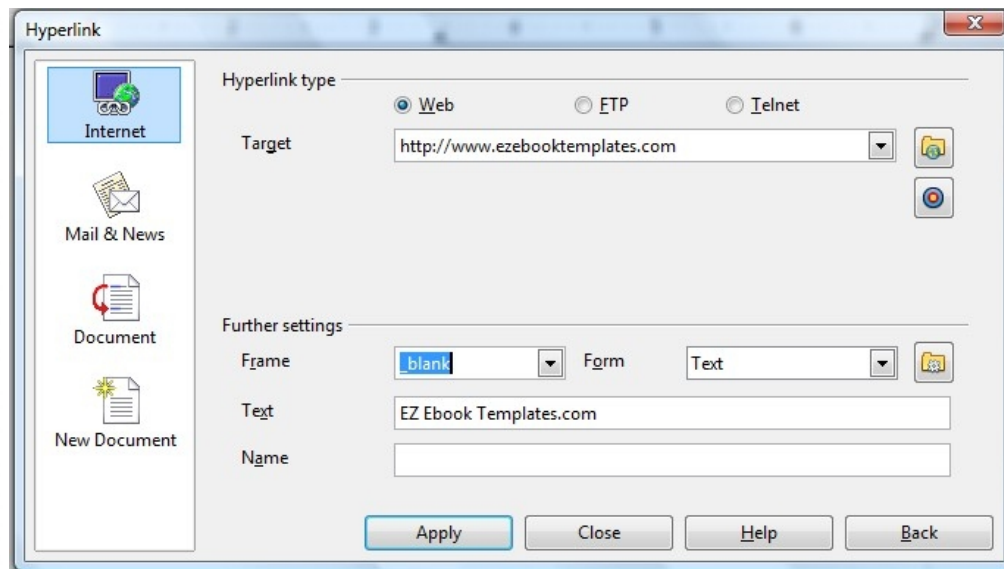 Hyperlink
Internet
Mail & News
Document
New Document
Hyperlink type
Web FTP Telnet
Target http://www.ezebooktemplates.com
Further settings
Frame _blank Form Text
Text EZ Ebook Templates.com
Name
Apply Close Help Back